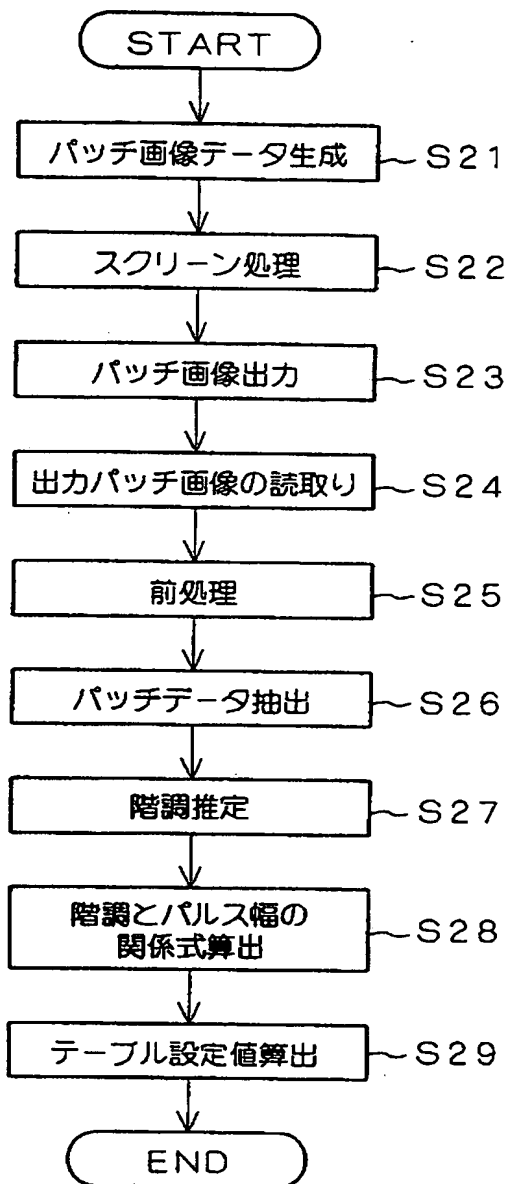 START
パッチ画像データ生成 S21
スクリーン処理 S22
パッチ画像出力 S23
出力パッチ画像の読取り S24
前処理 S25
パッチデータ抽出 S26
階調推定 S27
階調とパルス幅の
関係式算出 S28
テーブル設定値算出 S29
END